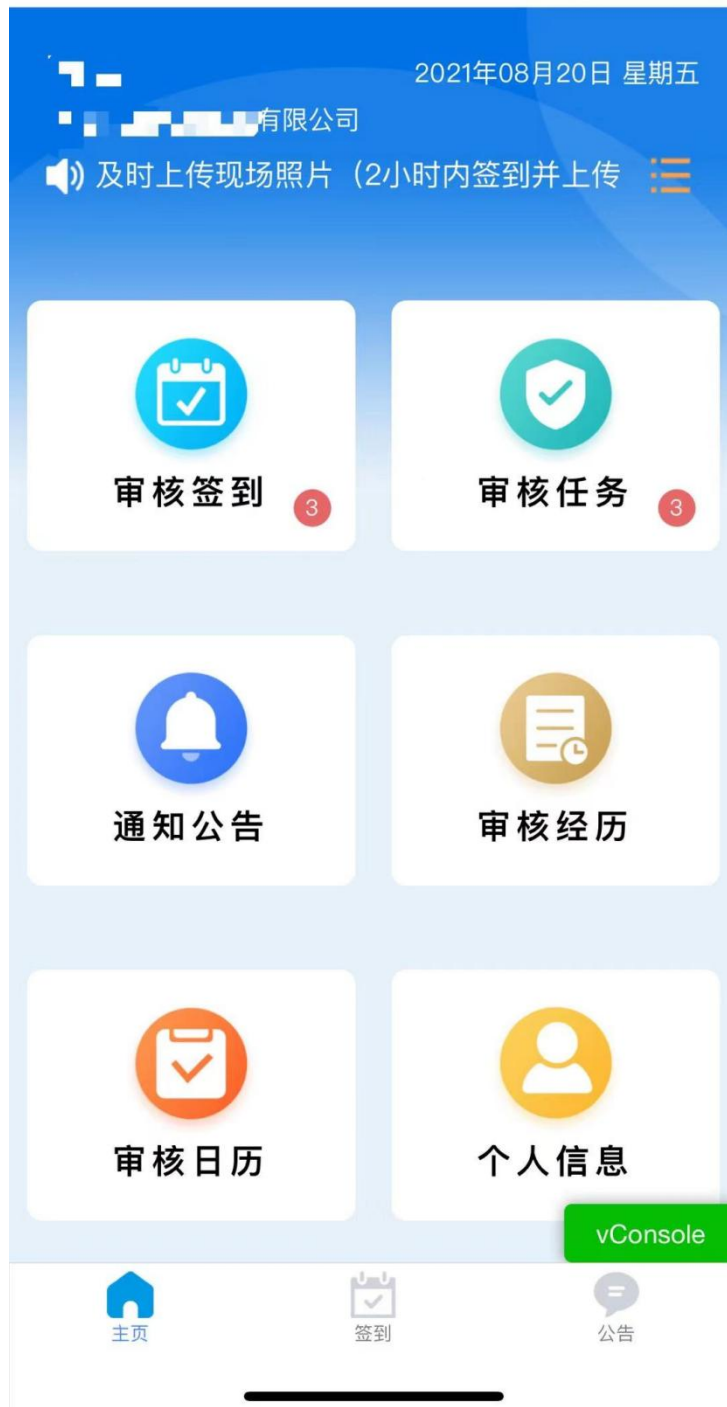 2021年08月20日 星期五
有限公司
及时上传现场照片（2小时内签到并上传
审核签到
3
审核任务
3
通知公告
审核经历
审核日历
个人信息
vConsole
主页
签到
公告